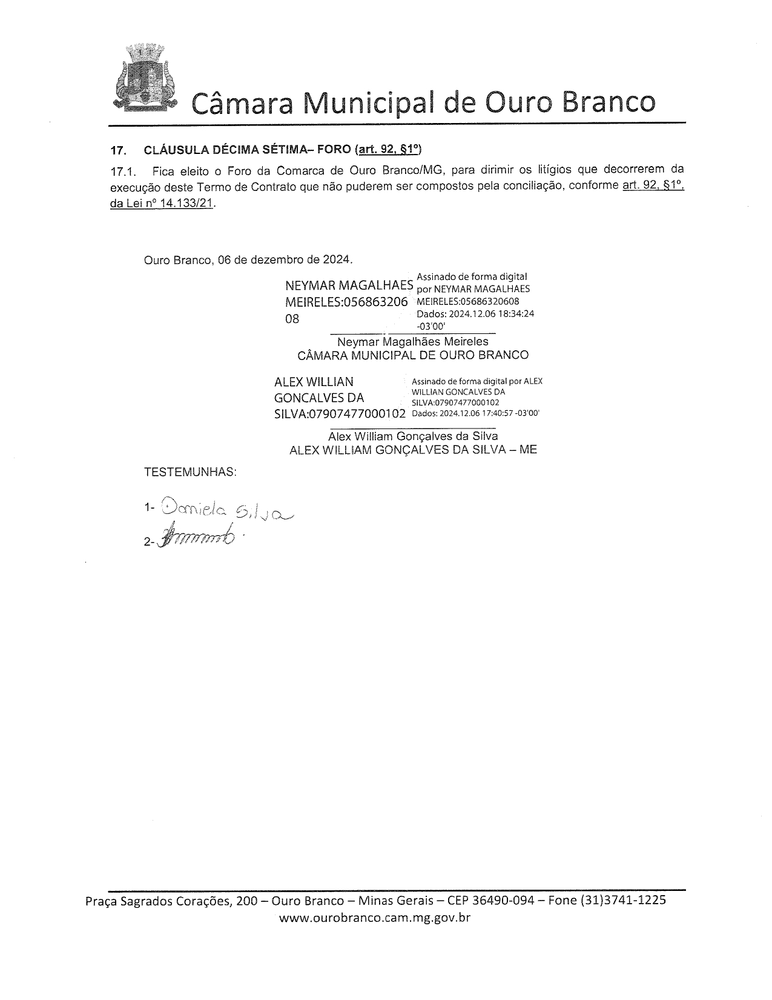 Câmara Municipal de Ouro Branco
17. CLÁUSULA DÉCIMA SÉTIMA– FORO (art. 92, §1º)
17.1. Fica eleito o Foro da Comarca de Ouro Branco/MG, para dirimir os litígios que decorrerem da
execução deste Termo de Contrato que não puderem ser compostos pela conciliação, conforme art. 92, §1º,
da Lei nº 14.133/21.
Ouro Branco, 06 de dezembro de 2024.
NEYMAR MAGALHAES
MEIRELES:056863206
08
Assinado de forma digital
por NEYMAR MAGALHAES
MEIRELES:05686320608
Dados: 2024.12.06 18:34:24
-03'00'
Neymar Magalhães Meireles
CÂMARA MUNICIPAL DE OURO BRANCO
ALEX WILLIAN
GONCALVES DA
SILVA:07907477000102
Assinado de forma digital por ALEX
WILLIAN GONCALVES DA
SILVA:07907477000102
Dados: 2024.12.06 17:40:57 -03'00'
Alex William Gonçalves da Silva
ALEX WILLIAM GONÇALVES DA SILVA – ME
TESTEMUNHAS:
1- Daniela Silva
2-
Praça Sagrados Corações, 200 – Ouro Branco – Minas Gerais – CEP 36490-094 – Fone (31)3741-1225
www.ourobranco.cam.mg.gov.br